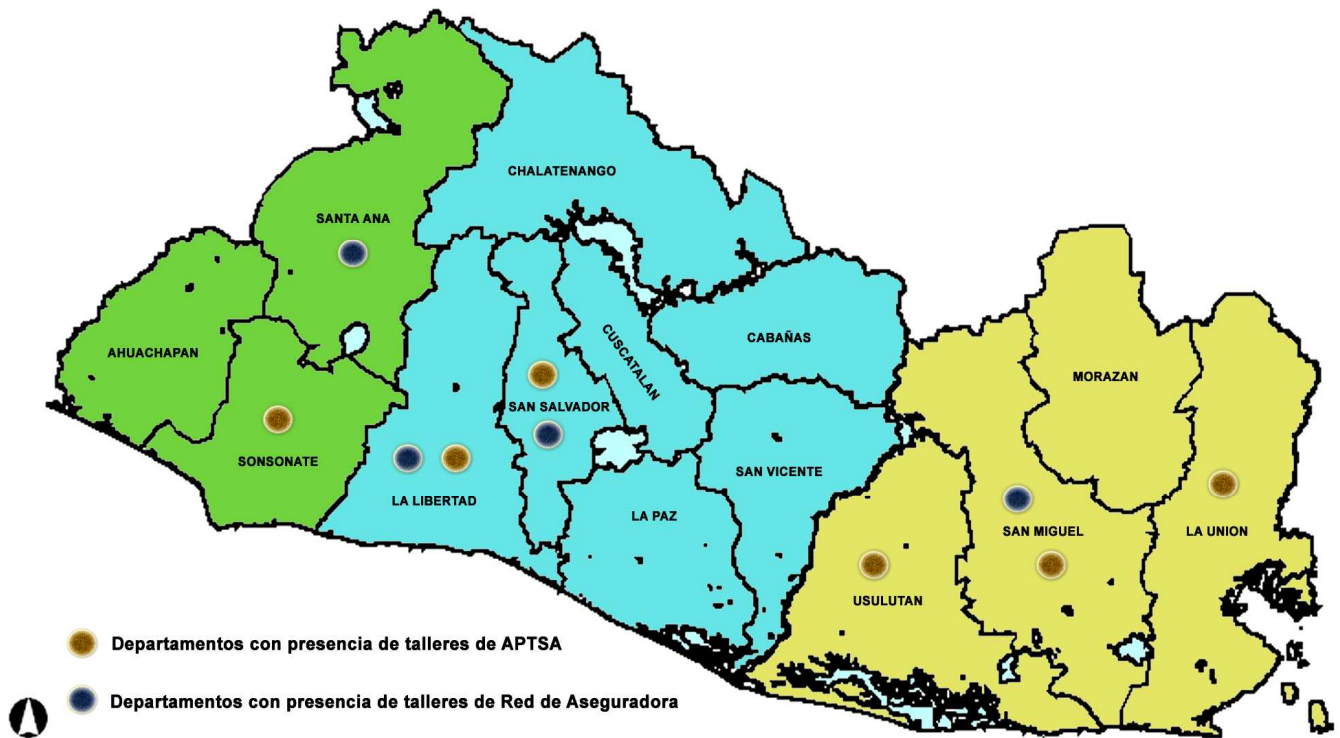 CHALATENANGO
SANTA ANA
CABAÑAS
AHUACHAPAN
CUSCATALAN
MORAZAN
SAN SALVADOR
SONSONATE
SAN VICENTE
LA LIBERTAD
LA PAZ
SAN MIGUEL
LA UNION
USULUTAN
Departamentos con presencia de talleres de APTSA
Departamentos con presencia de talleres de Red de Aseguradora